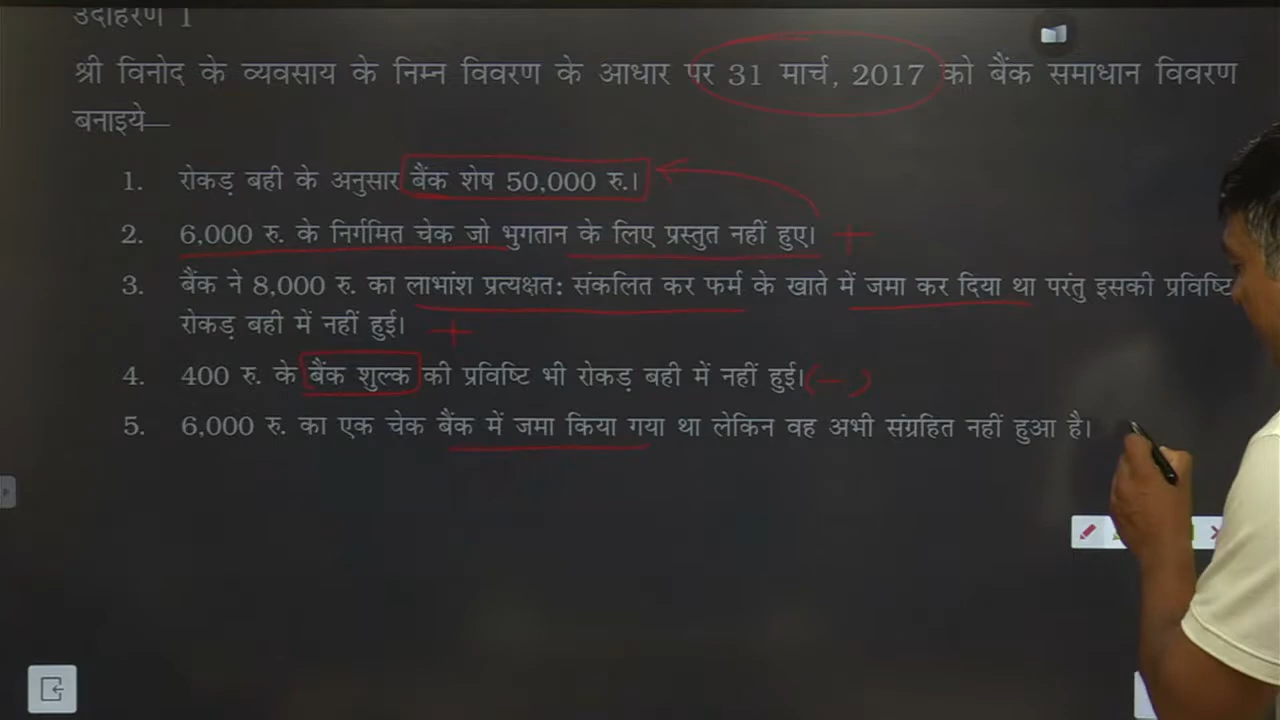 उदाहरण 1
श्री विनोद के व्यवसाय के निम्न विवरण के आधार पर 31 मार्च, 2017 को बैंक समाधान विवरण
बनाइये—
1. रोकड़ बही के अनुसार बैंक शेष 50,000 रु.।
2. 6,000 रु. के निर्गमित चेक जो भुगतान के लिए प्रस्तुत नहीं हुए। +
3. बैंक ने 8,000 रु. का लाभांश प्रत्यक्षत: संकलित कर फर्म के खाते में जमा कर दिया था परंतु इसकी प्रविष्टि
रोकड़ बही में नहीं हुई। +
4. 400 रु. के बैंक शुल्क की प्रविष्टि भी रोकड़ बही में नहीं हुई। (-)
5. 6,000 रु. का एक चेक बैंक में जमा किया गया था लेकिन वह अभी संग्रहित नहीं हुआ है।